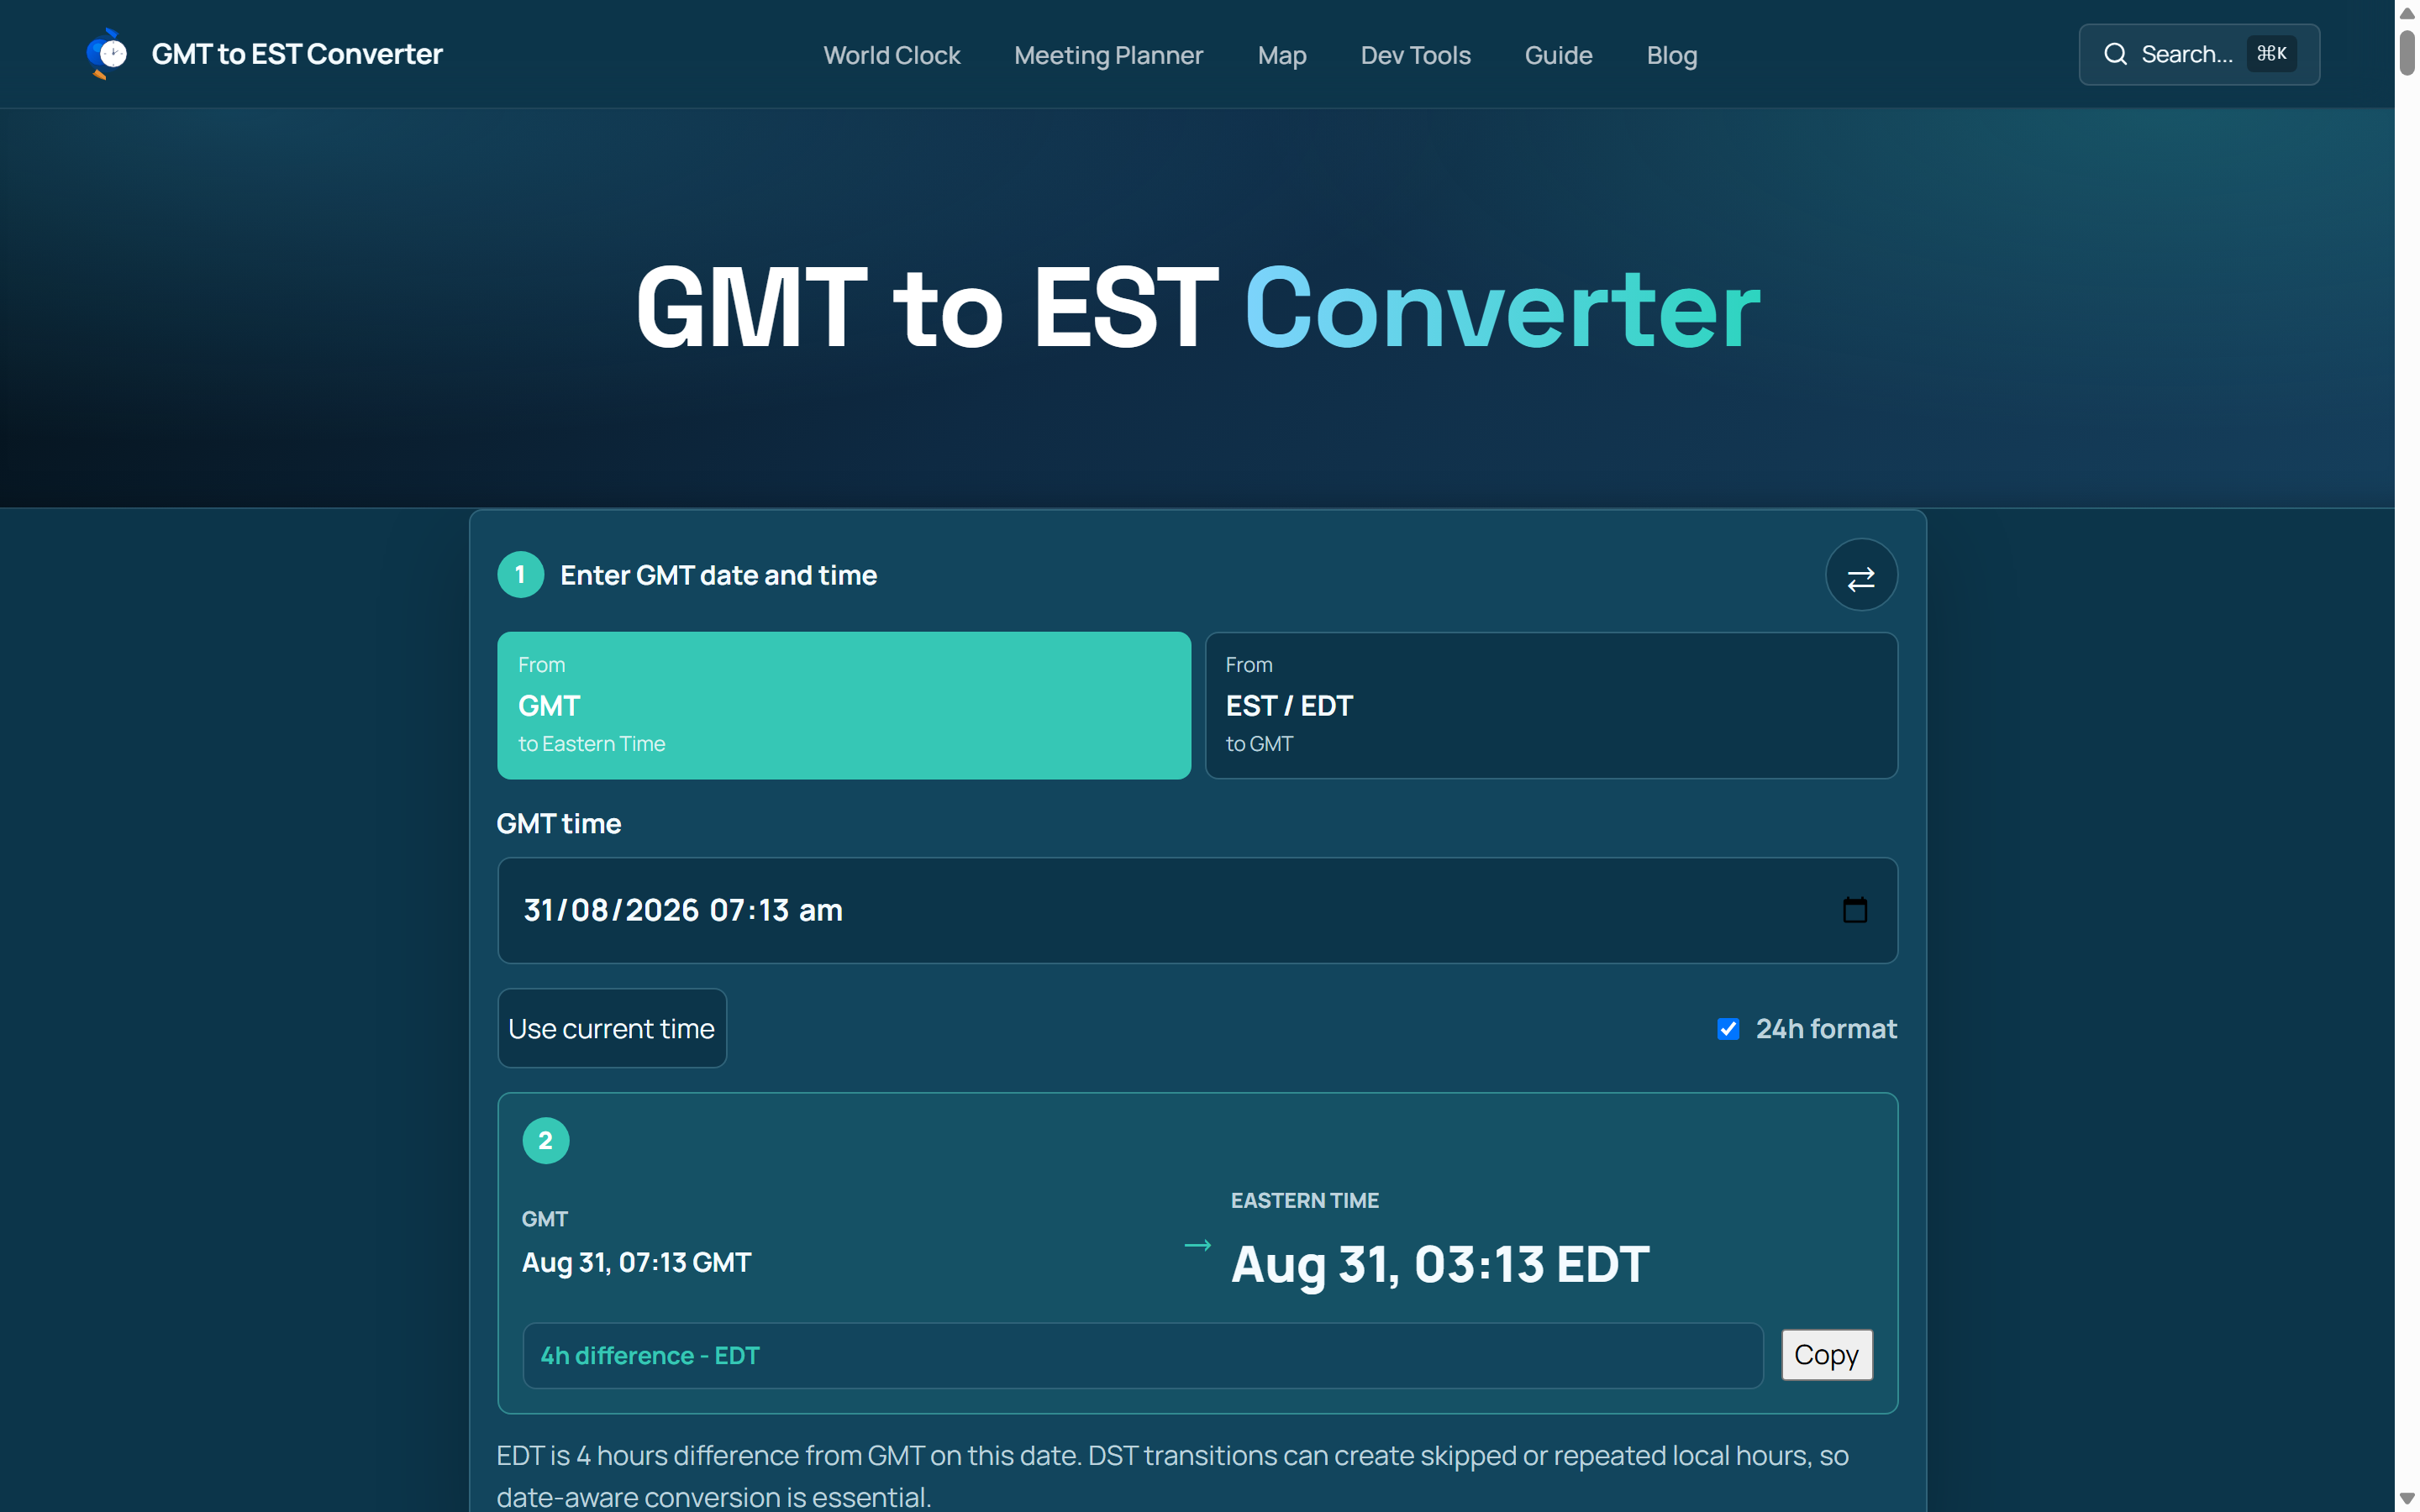 GMT to EST Converter
World Clock
Meeting Planner
Map
Dev Tools
Guide
Blog
Search...
⌘K
GMT to EST Converter
1
Enter GMT date and time
From
GMT
to Eastern Time
From
EST / EDT
to GMT
GMT time
31/08/2026 07:13 am
Use current time
24h format
2
GMT
Aug 31, 07:13 GMT
→
EASTERN TIME
Aug 31, 03:13 EDT
4h difference - EDT
Copy
EDT is 4 hours difference from GMT on this date. DST transitions can create skipped or repeated local hours, so
date-aware conversion is essential.